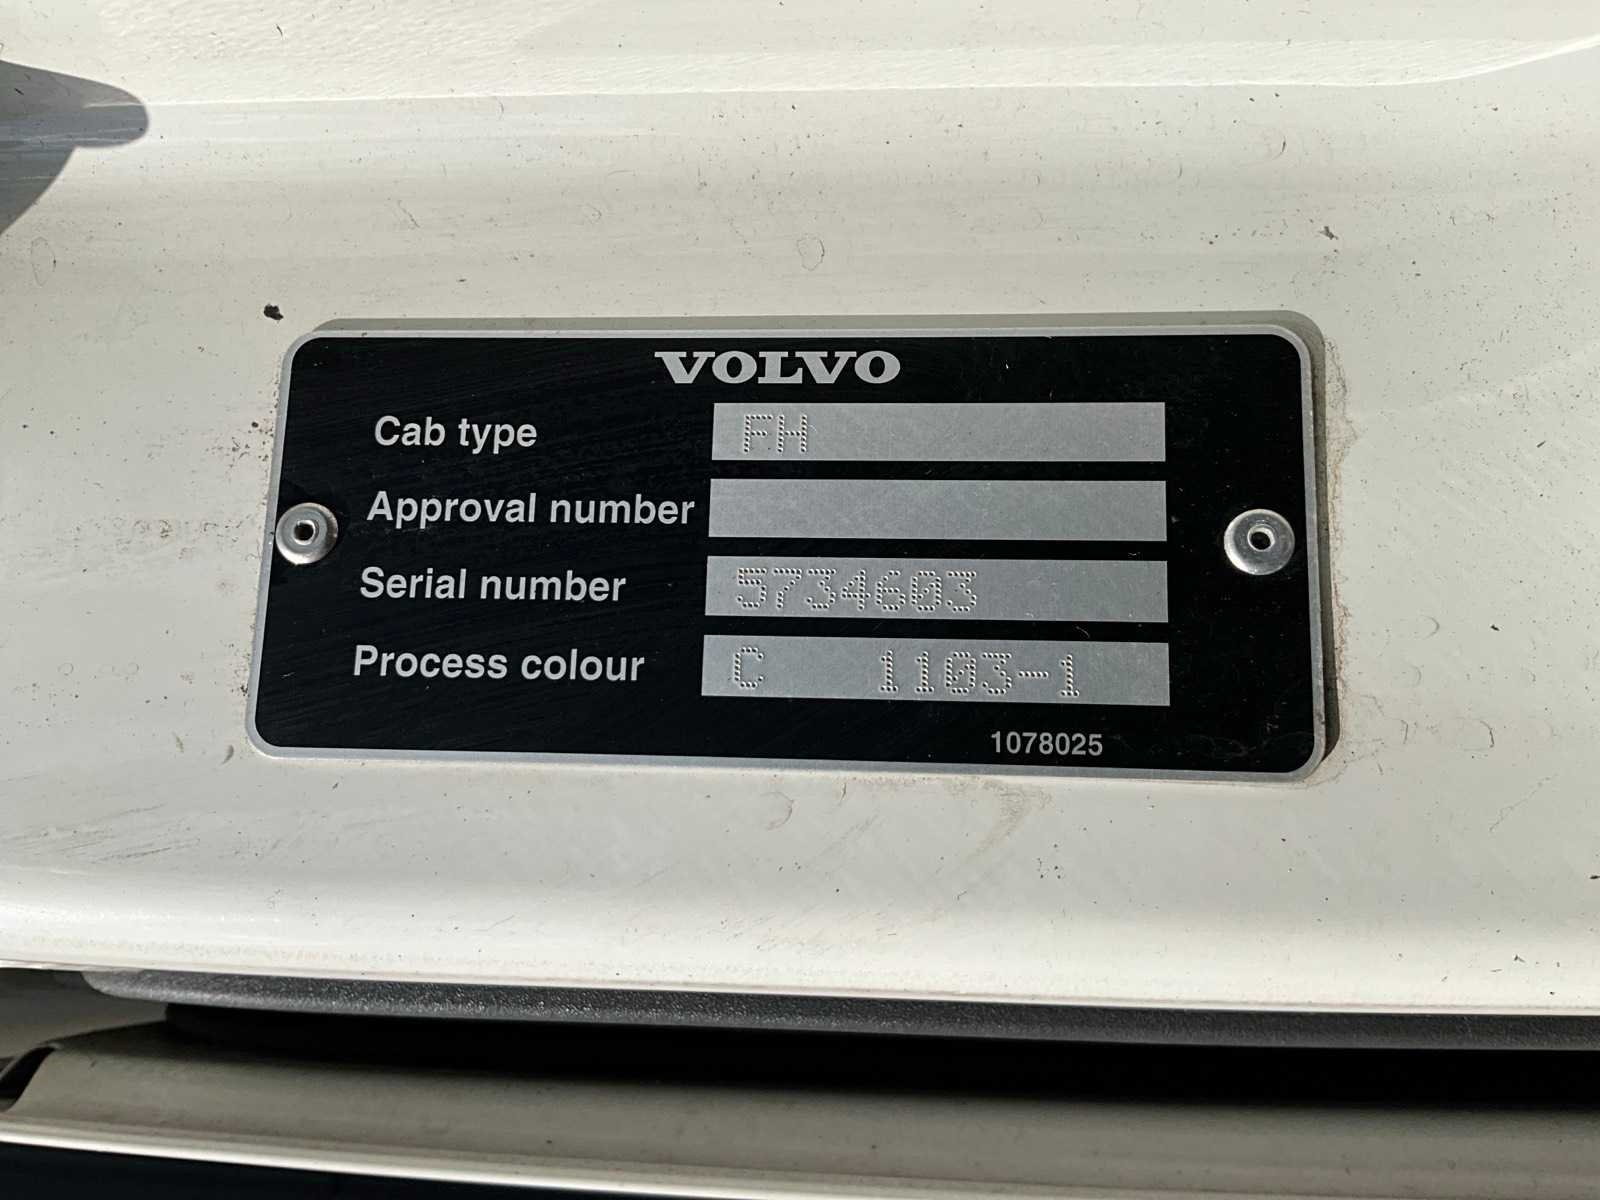 VOLVO
Cab type FH
Approval number
Serial number 5734603
Process colour C 1103-1
1078025